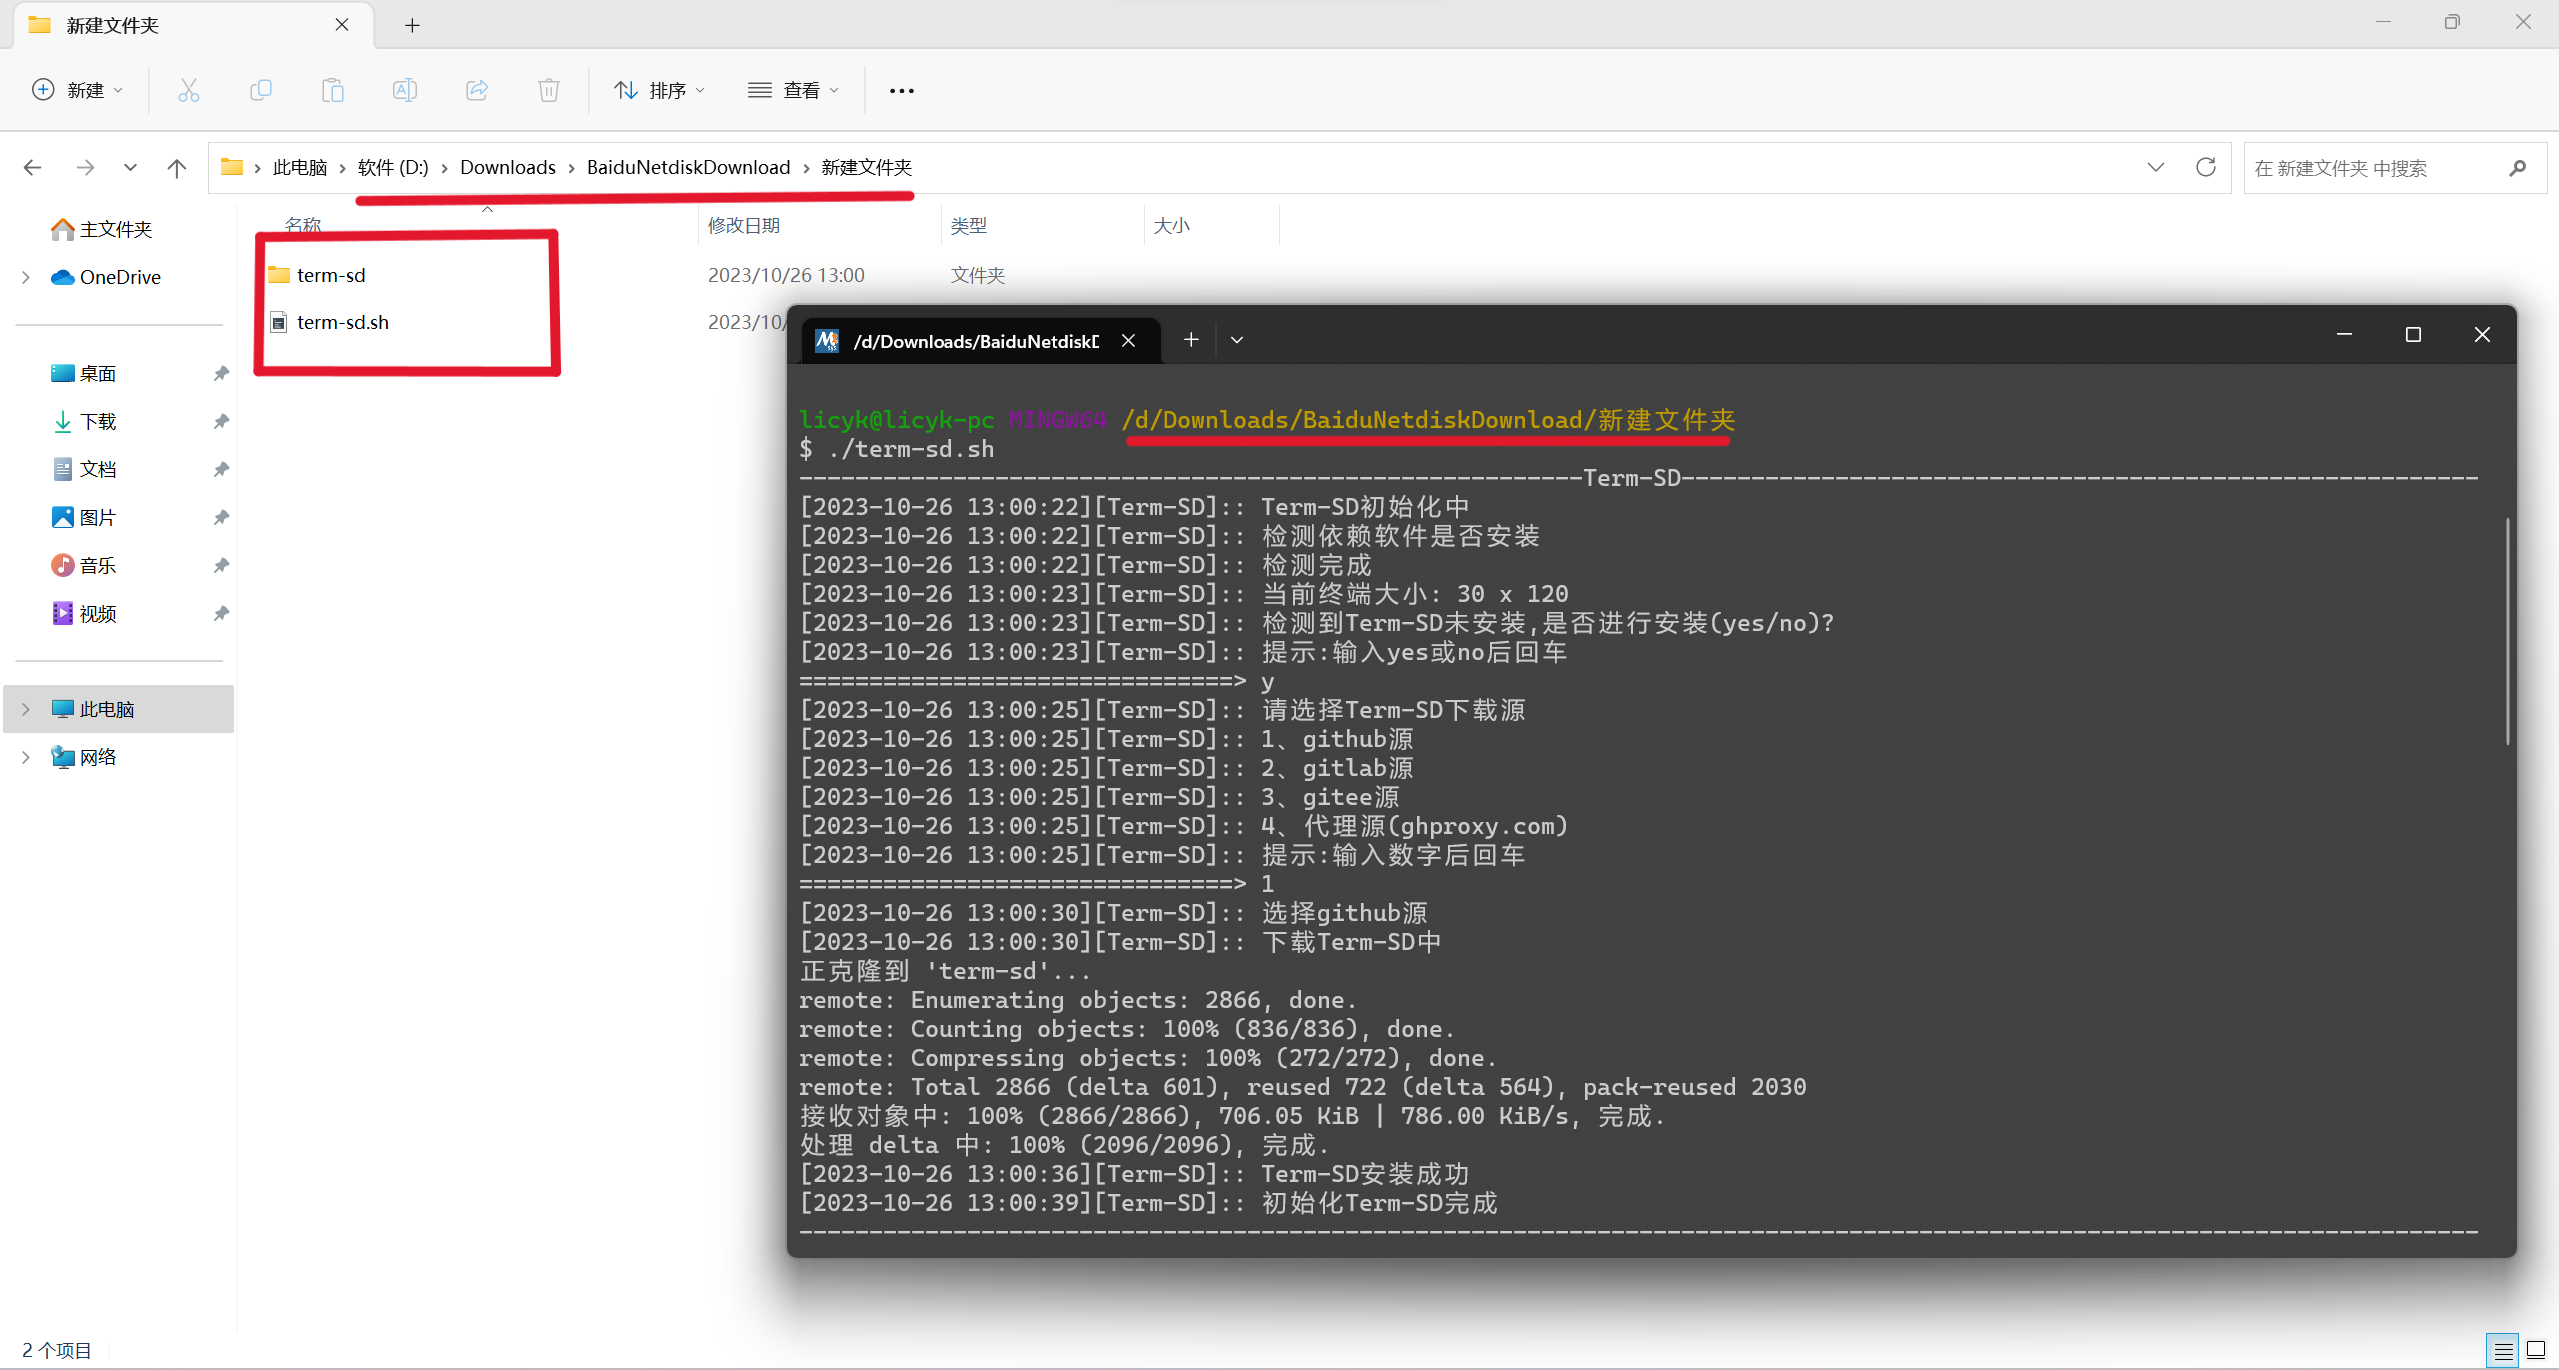 新建文件夹
新建
排序
查看
此电脑 › 软件 (D:) › Downloads › BaiduNetdiskDownload › 新建文件夹
在 新建文件夹 中搜索
主文件夹
OneDrive
桌面
下载
文档
图片
音乐
视频
此电脑
网络
名称 修改日期 类型 大小
term-sd 2023/10/26 13:00 文件夹
term-sd.sh 2023/10/
/d/Downloads/BaiduNetdisk
licyk@licyk-pc MINGW64 /d/Downloads/BaiduNetdiskDownload/新建文件夹
$ ./term-sd.sh
--------------------------------------------------------Term-SD---------------------------------------------------------
[2023-10-26 13:00:22][Term-SD]:: Term-SD初始化中
[2023-10-26 13:00:22][Term-SD]:: 检测依赖软件是否安装
[2023-10-26 13:00:22][Term-SD]:: 检测完成
[2023-10-26 13:00:23][Term-SD]:: 当前终端大小: 30 x 120
[2023-10-26 13:00:23][Term-SD]:: 检测到Term-SD未安装,是否进行安装(yes/no)?
[2023-10-26 13:00:23][Term-SD]:: 提示:输入yes或no后回车
===============================> y
[2023-10-26 13:00:25][Term-SD]:: 请选择Term-SD下载源
[2023-10-26 13:00:25][Term-SD]:: 1、github源
[2023-10-26 13:00:25][Term-SD]:: 2、gitlab源
[2023-10-26 13:00:25][Term-SD]:: 3、gitee源
[2023-10-26 13:00:25][Term-SD]:: 4、代理源(ghproxy.com)
[2023-10-26 13:00:25][Term-SD]:: 提示:输入数字后回车
===============================> 1
[2023-10-26 13:00:30][Term-SD]:: 选择github源
[2023-10-26 13:00:30][Term-SD]:: 下载Term-SD中
正克隆到 'term-sd'...
remote: Enumerating objects: 2866, done.
remote: Counting objects: 100% (836/836), done.
remote: Compressing objects: 100% (272/272), done.
remote: Total 2866 (delta 601), reused 722 (delta 564), pack-reused 2030
接收对象中: 100% (2866/2866), 706.05 KiB | 786.00 KiB/s, 完成.
处理 delta 中: 100% (2096/2096), 完成.
[2023-10-26 13:00:36][Term-SD]:: Term-SD安装成功
[2023-10-26 13:00:39][Term-SD]:: 初始化Term-SD完成
------------------------------------------------------------------------------------------------------------------------
2 个项目